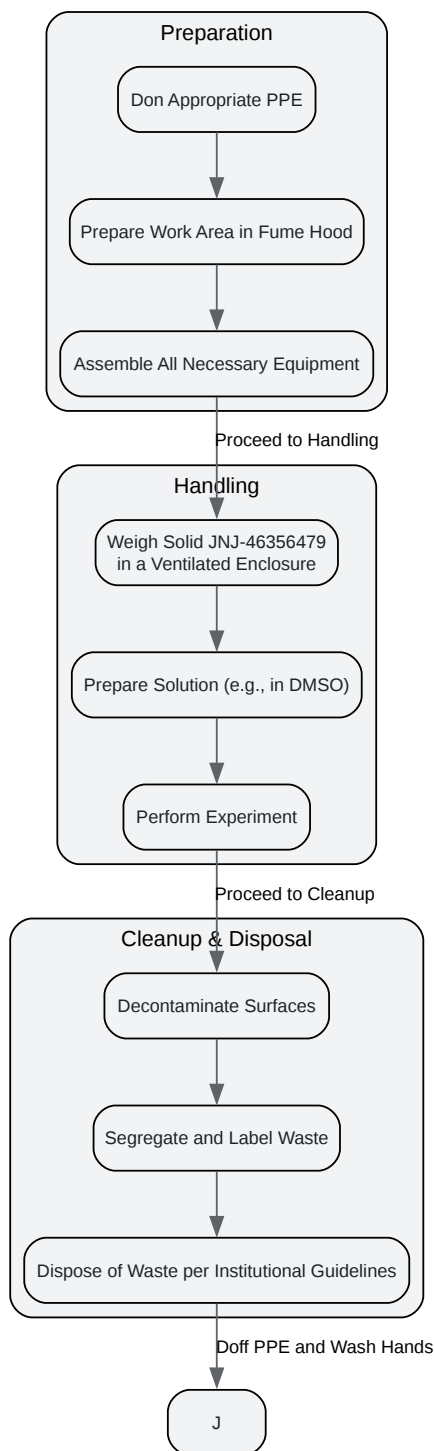 Preparation
Don Appropriate PPE
Prepare Work Area in Fume Hood
Assemble All Necessary Equipment
Proceed to Handling
Handling
Weigh Solid JNJ-46356479
in a Ventilated Enclosure
Prepare Solution (e.g., in DMSO)
Perform Experiment
Proceed to Cleanup
Cleanup & Disposal
Decontaminate Surfaces
Segregate and Label Waste
Dispose of Waste per Institutional Guidelines
Doff PPE and Wash Hands
J